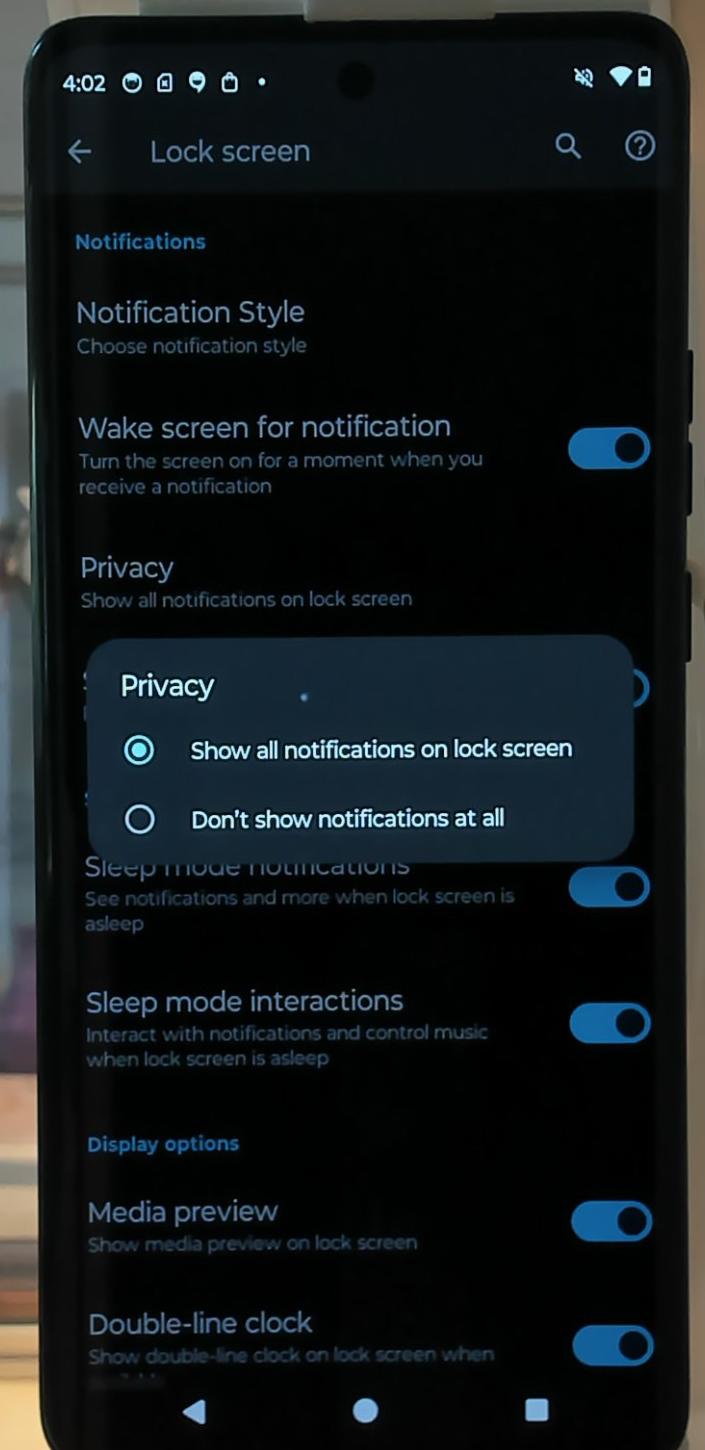 4:02
Lock screen
Notifications
Notification Style
Choose notification style
Wake screen for notification
Turn the screen on for a moment when you
receive a notification
Privacy
Show all notifications on lock screen
Privacy
Show all notifications on lock screen
Don't show notifications at all
Sleep mode notifications
See notifications and more when lock screen is
asleep
Sleep mode interactions
Interact with notifications and control music
when lock screen is asleep
Display options
Media preview
Show media preview on lock screen
Double-line clock
Show double-line clock on lock screen when